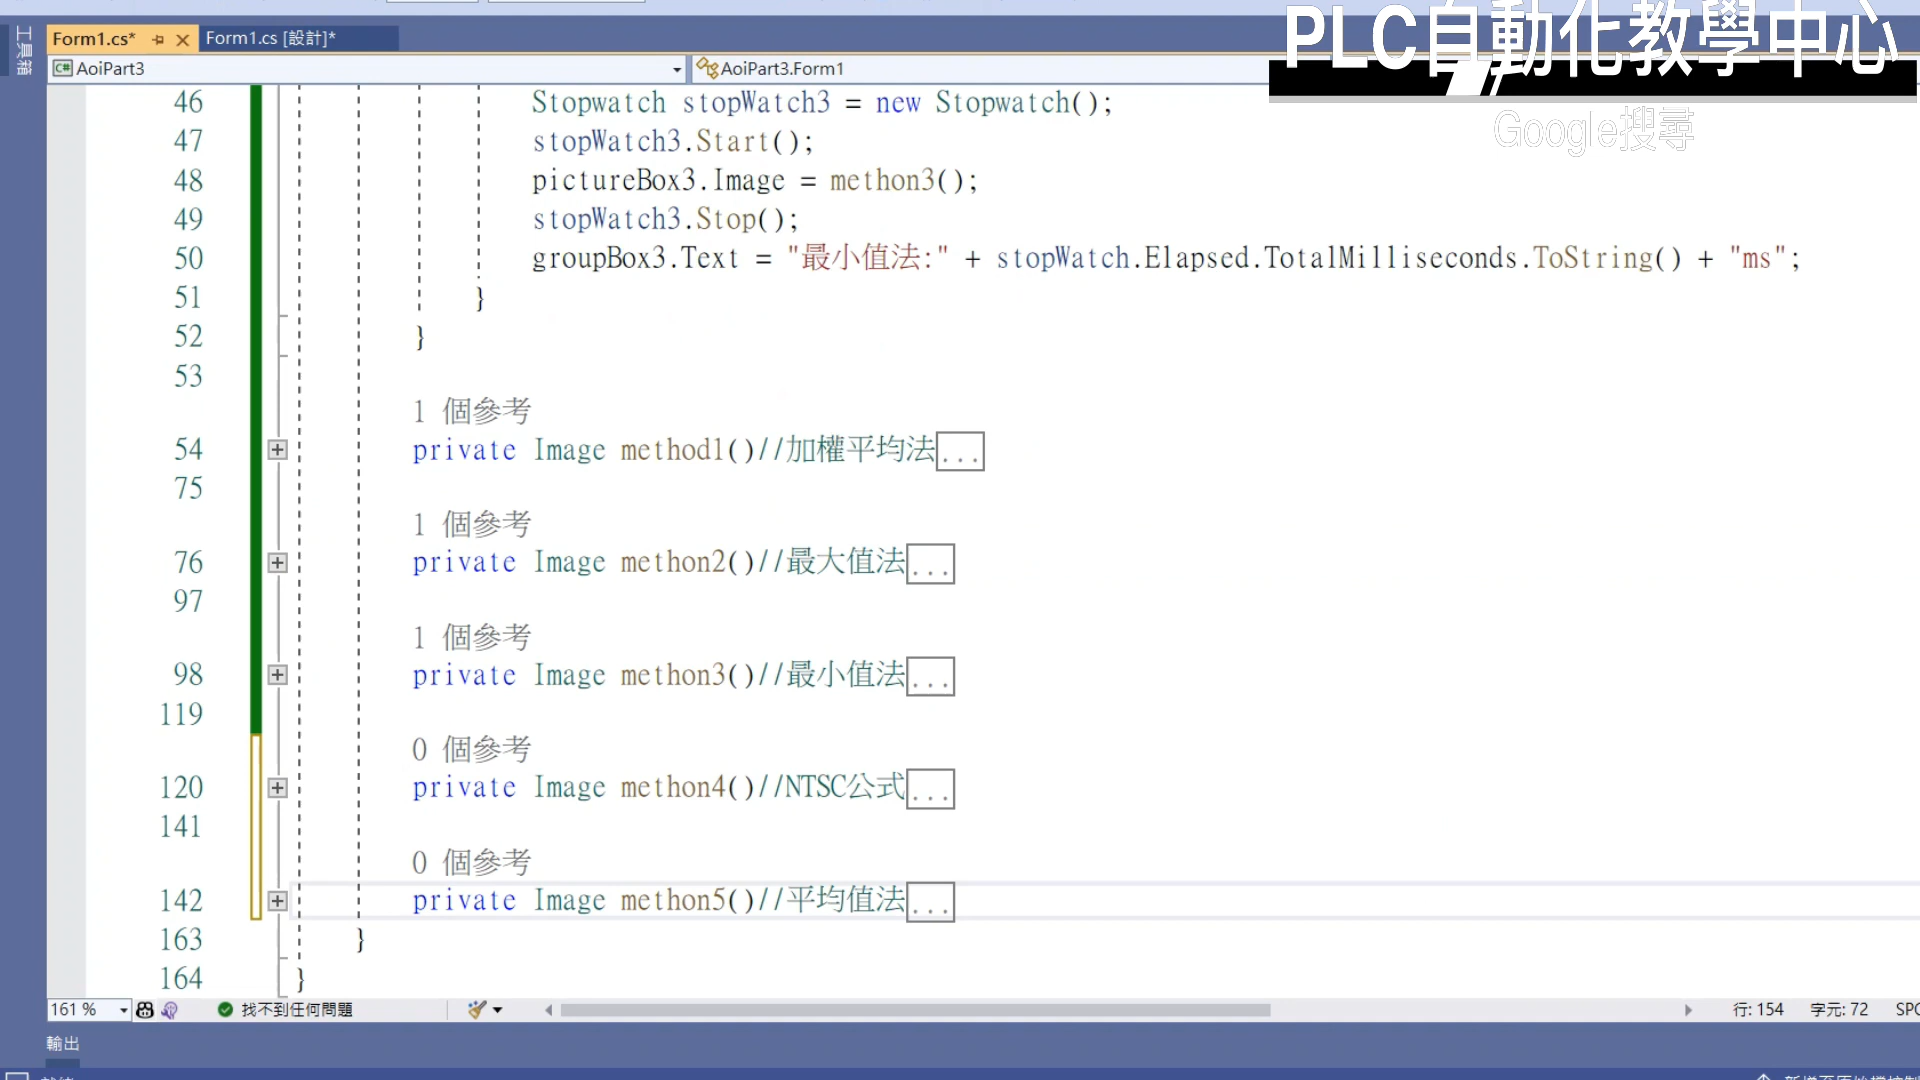 PLC自動化教學中心
Google搜尋
工具箱
Form1.cs*
Form1.cs [設計]*
C# AoiPart3
AoiPart3.Form1
46 Stopwatch stopWatch3 = new Stopwatch();
47 stopWatch3.Start();
48 pictureBox3.Image = methon3();
49 stopWatch3.Stop();
50 groupBox3.Text = "最小值法:" + stopWatch.Elapsed.TotalMilliseconds.ToString() + "ms";
51 }
52 }
53
1 個參考
54 private Image method1()//加權平均法...
75
1 個參考
76 private Image methon2()//最大值法...
97
1 個參考
98 private Image methon3()//最小值法...
119
0 個參考
120 private Image methon4()//NTSC公式...
141
0 個參考
142 private Image methon5()//平均值法...
163 }
164 }
161 %
找不到任何問題
行: 154
字元: 72
SPC
輸出